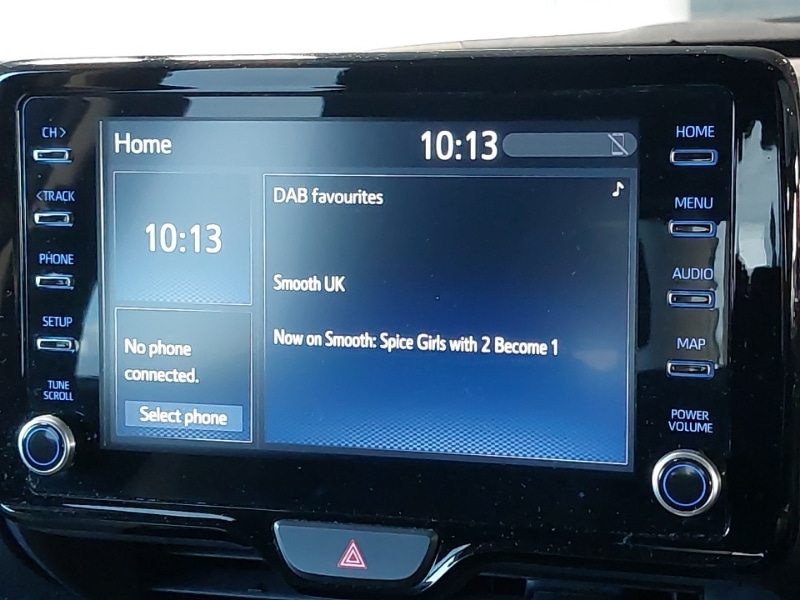 CH>
<TRACK
PHONE
SETUP
TUNE
SCROLL
Home
10:13
10:13
No phone
connected.
Select phone
DAB favourites
Smooth UK
Now on Smooth: Spice Girls with 2 Become 1
HOME
MENU
AUDIO
MAP
POWER
VOLUME